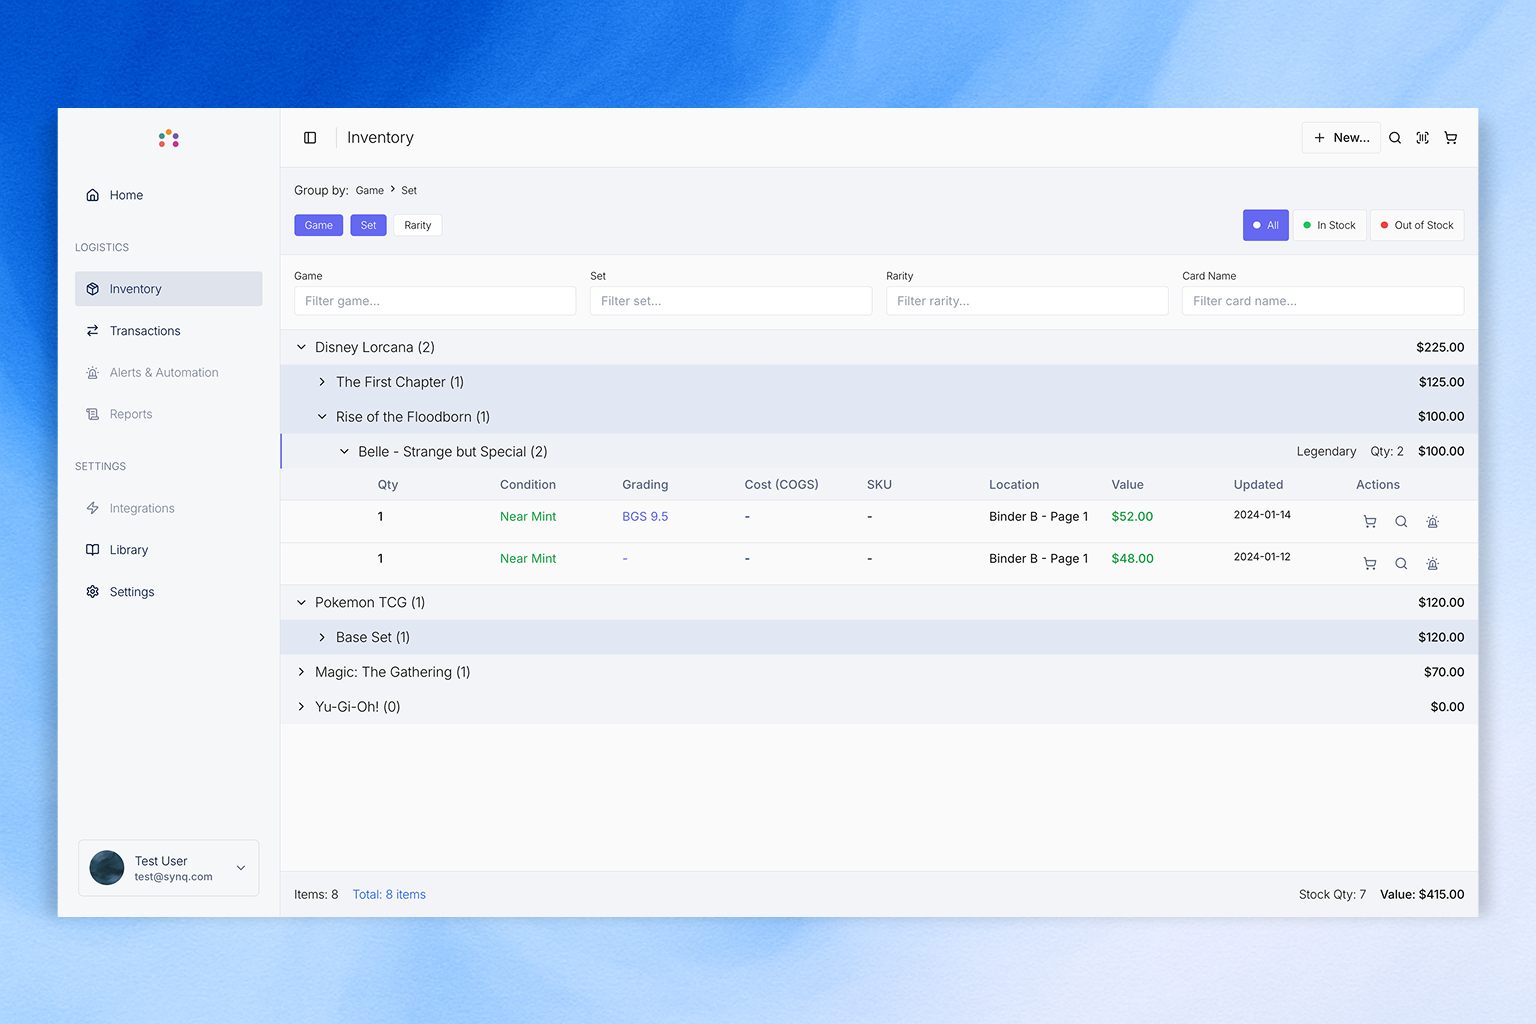 Inventory
New...
Home
LOGISTICS
Inventory
Transactions
Alerts & Automation
Reports
SETTINGS
Integrations
Library
Settings
Test User
test@synq.com
Group by: Game Set
Game Set Rarity
All In Stock Out of Stock
Game Set Rarity Card Name
Filter game... Filter set... Filter rarity... Filter card name...
Disney Lorcana (2) $225.00
The First Chapter (1) $125.00
Rise of the Floodborn (1) $100.00
Belle - Strange but Special (2) Legendary Qty: 2 $100.00
Qty Condition Grading Cost (COGS) SKU Location Value Updated Actions
1 Near Mint BGS 9.5 - - Binder B - Page 1 $52.00 2024-01-14
1 Near Mint - - - Binder B - Page 1 $48.00 2024-01-12
Pokemon TCG (1) $120.00
Base Set (1) $120.00
Magic: The Gathering (1) $70.00
Yu-Gi-Oh! (0) $0.00
Items: 8 Total: 8 items Stock Qty: 7 Value: $415.00